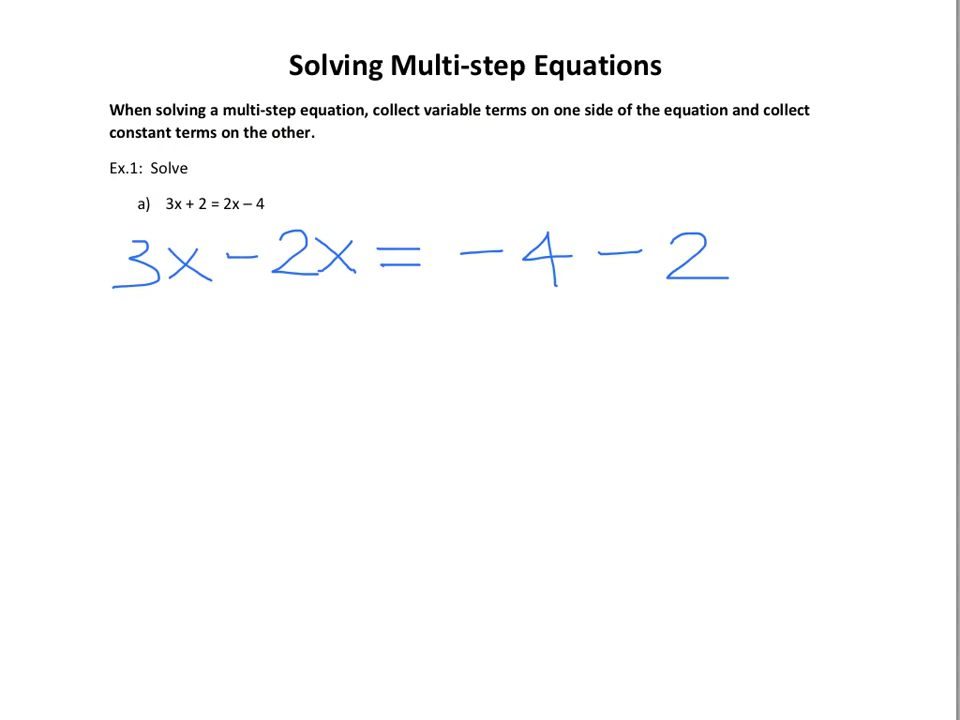 Solving Multi-step Equations
When solving a multi-step equation, collect variable terms on one side of the equation and collect
constant terms on the other.
Ex.1: Solve
a) 3x + 2 = 2x – 4
3x - 2x = - 4 - 2